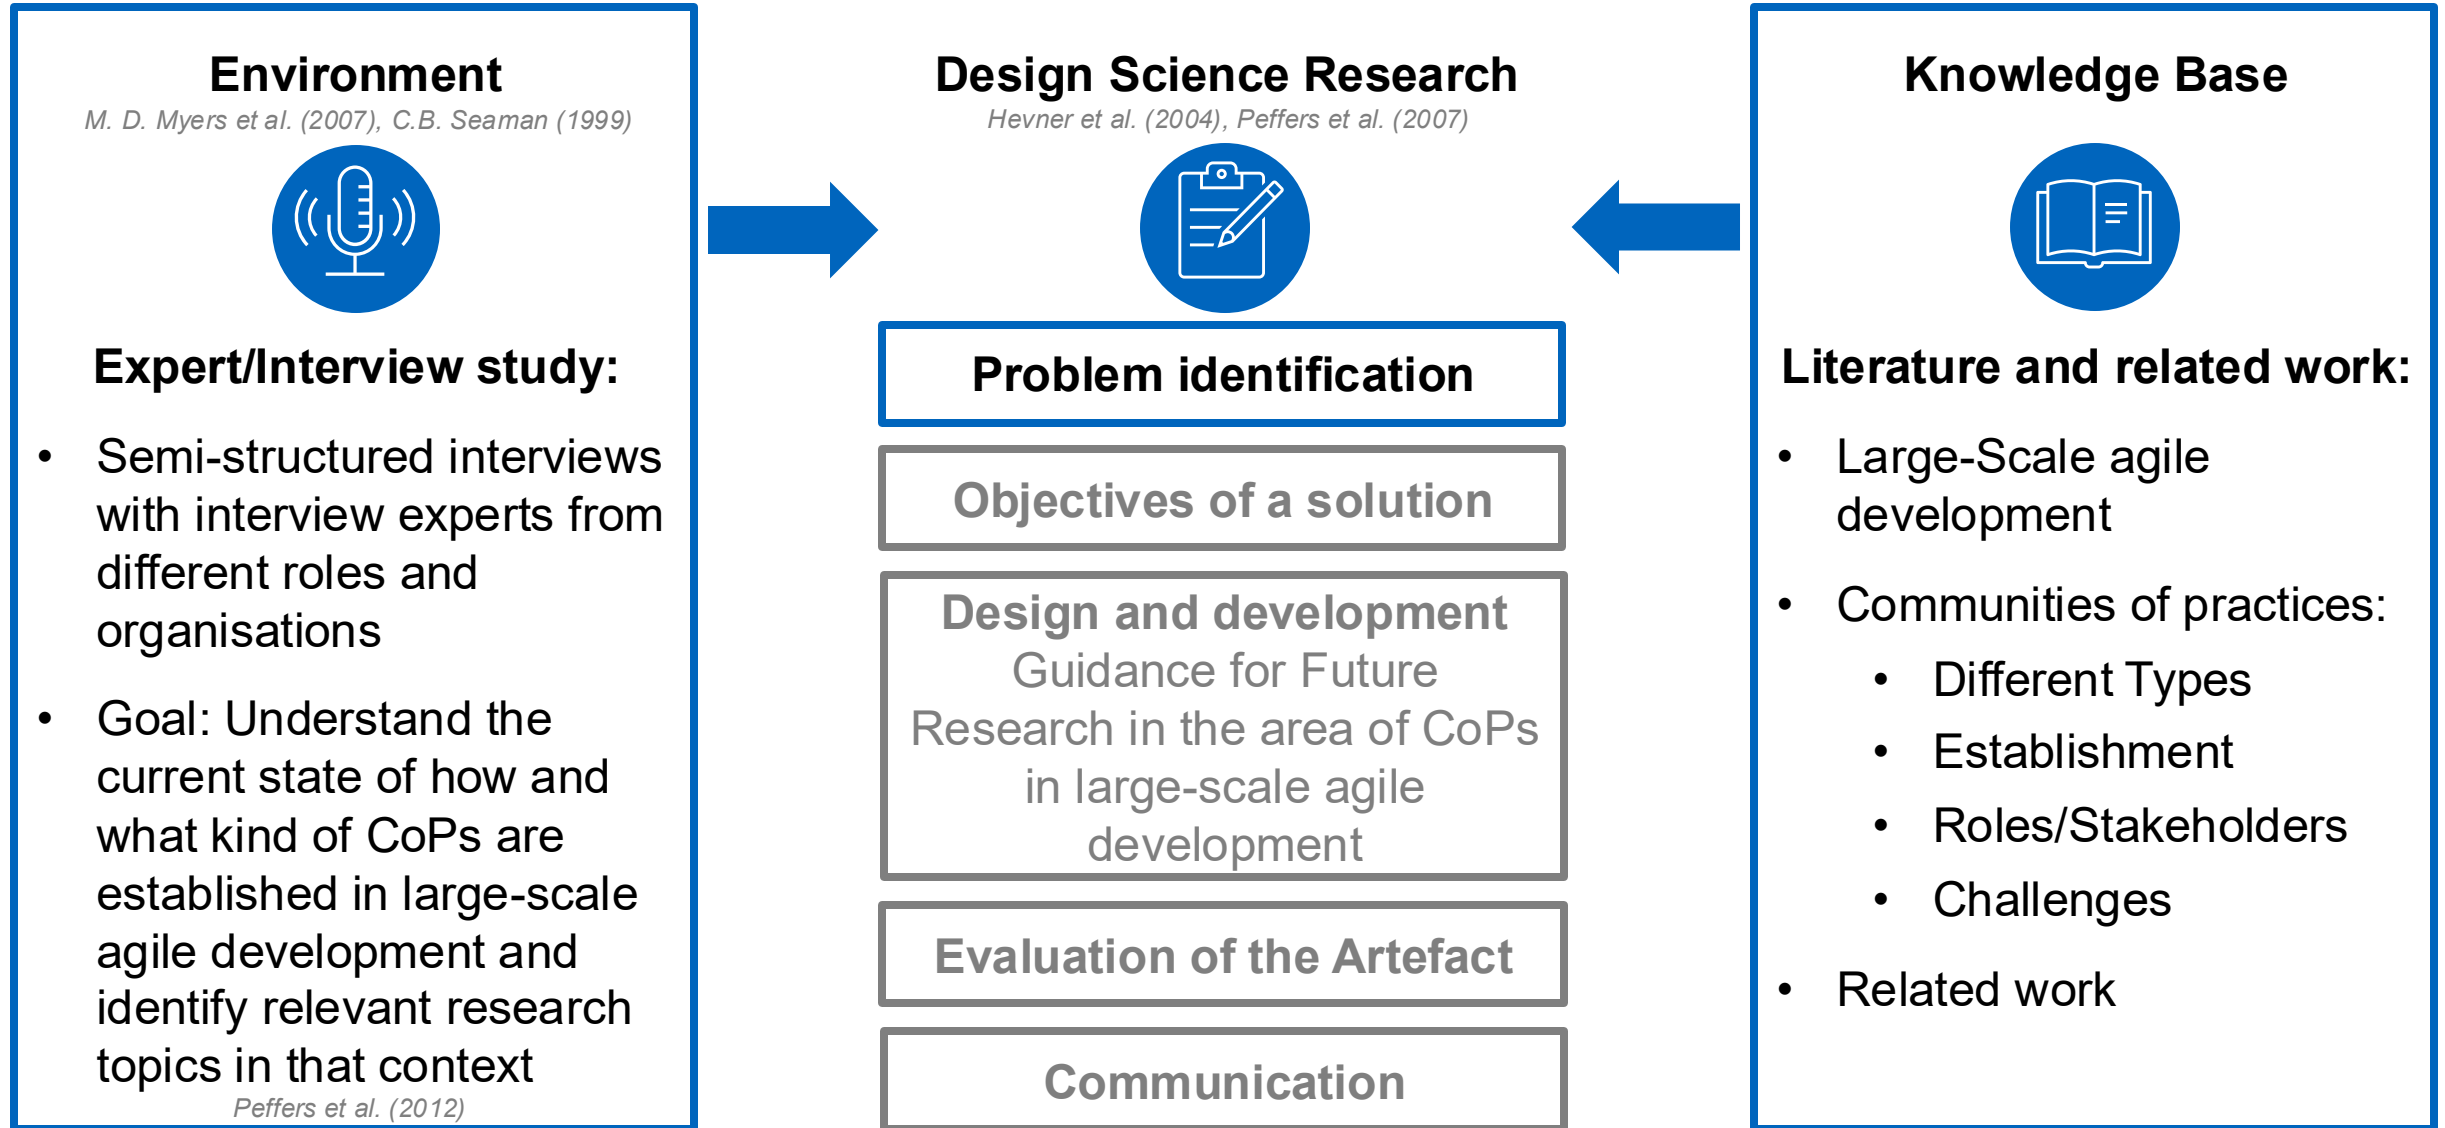 Environment
M. D. Myers et al. (2007), C.B. Seaman (1999)
Expert/Interview study:
• Semi-structured interviews
with interview experts from
different roles and
organisations
• Goal: Understand the
current state of how and
what kind of CoPs are
established in large-scale
agile development and
identify relevant research
topics in that context
Peffers et al. (2012)
Design Science Research
Hevner et al. (2004), Peffers et al. (2007)
Problem identification
Objectives of a solution
Design and development
Guidance for Future
Research in the area of CoPs
in large-scale agile
development
Evaluation of the Artefact
Communication
Knowledge Base
Literature and related work:
• Large-Scale agile
development
• Communities of practices:
• Different Types
• Establishment
• Roles/Stakeholders
• Challenges
• Related work